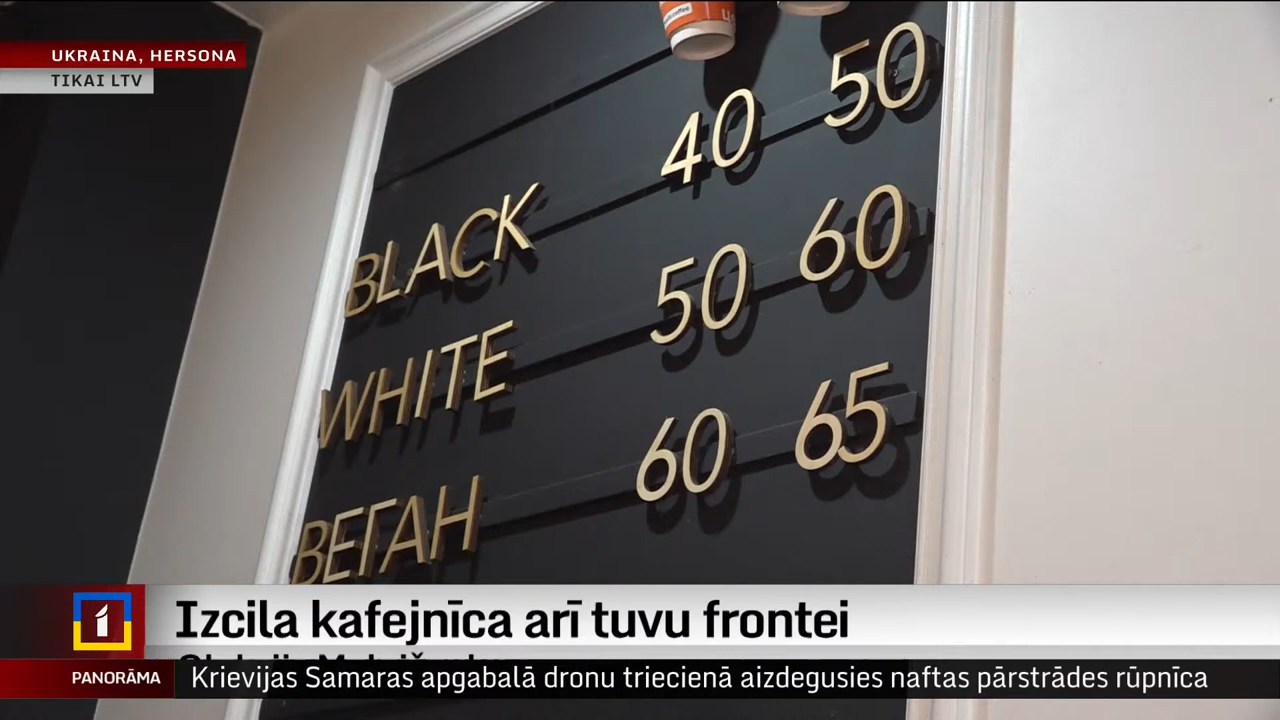 UKRAINA, HERSONA
TIKAI LTV
40 50
BLACK
50 60
WHITE
60 65
ВЕГАН
1
Izcila kafejnīca arī tuvu frontei
PANORĀMA
Krievijas Samaras apgabalā dronu triecienā aizdegusies naftas pārstrādes rūpnīca